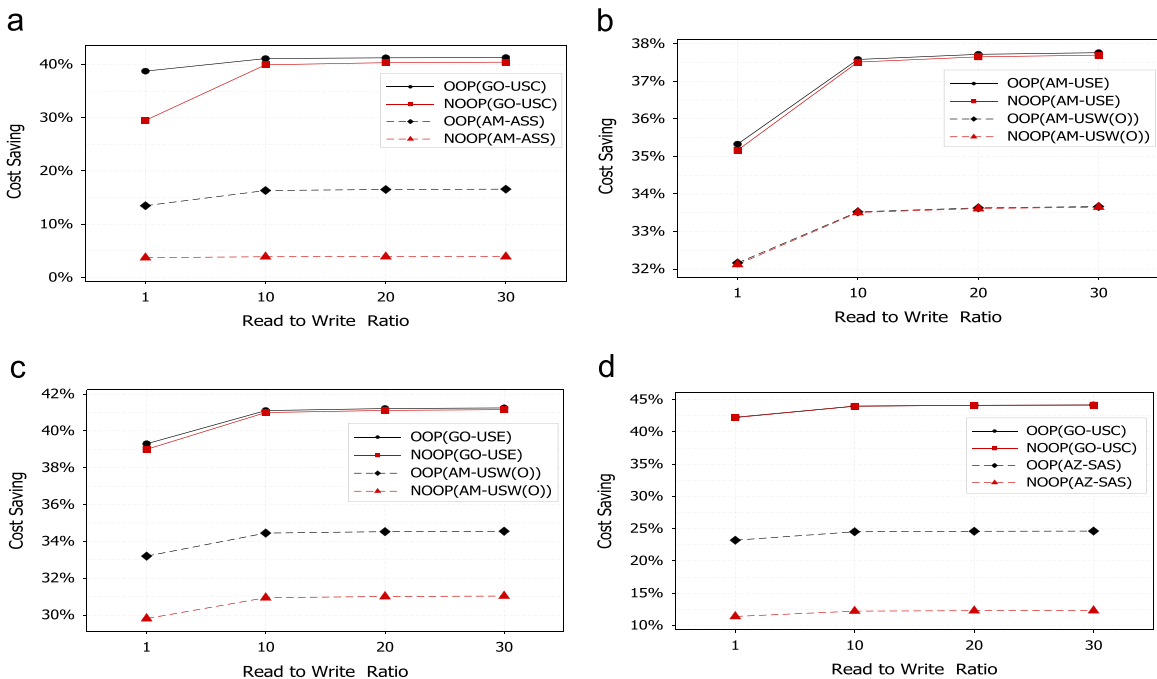 a
40%
30%
20%
10%
0%
Cost Saving
OOP(GO-USC)
NOOP(GO-USC)
OOP(AM-ASS)
NOOP(AM-ASS)
1 10 20 30
Read to Write Ratio
b
38%
37%
36%
35%
34%
33%
32%
Cost Saving
OOP(AM-USE)
NOOP(AM-USE)
OOP(AM-USW(O))
NOOP(AM-USW(O))
1 10 20 30
Read to Write Ratio
c
42%
40%
38%
36%
34%
32%
30%
Cost Saving
OOP(GO-USE)
NOOP(GO-USE)
OOP(AM-USW(O))
NOOP(AM-USW(O))
1 10 20 30
Read to Write Ratio
d
45%
40%
35%
30%
25%
20%
15%
10%
Cost Saving
OOP(GO-USC)
NOOP(GO-USC)
OOP(AZ-SAS)
NOOP(AZ-SAS)
1 10 20 30
Read to Write Ratio